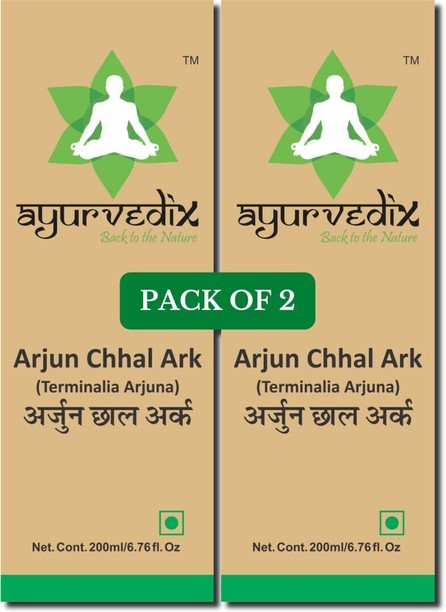 TM
ayurvedix
Back to the Nature
Arjun Chhal Ark
(Terminalia Arjuna)
अर्जुन छाल अर्क
Net. Cont. 200ml/6.76 fl. Oz
TM
ayurvedix
Back to the Nature
Arjun Chhal Ark
(Terminalia Arjuna)
अर्जुन छाल अर्क
Net. Cont. 200ml/6.76 fl. Oz
PACK OF 2